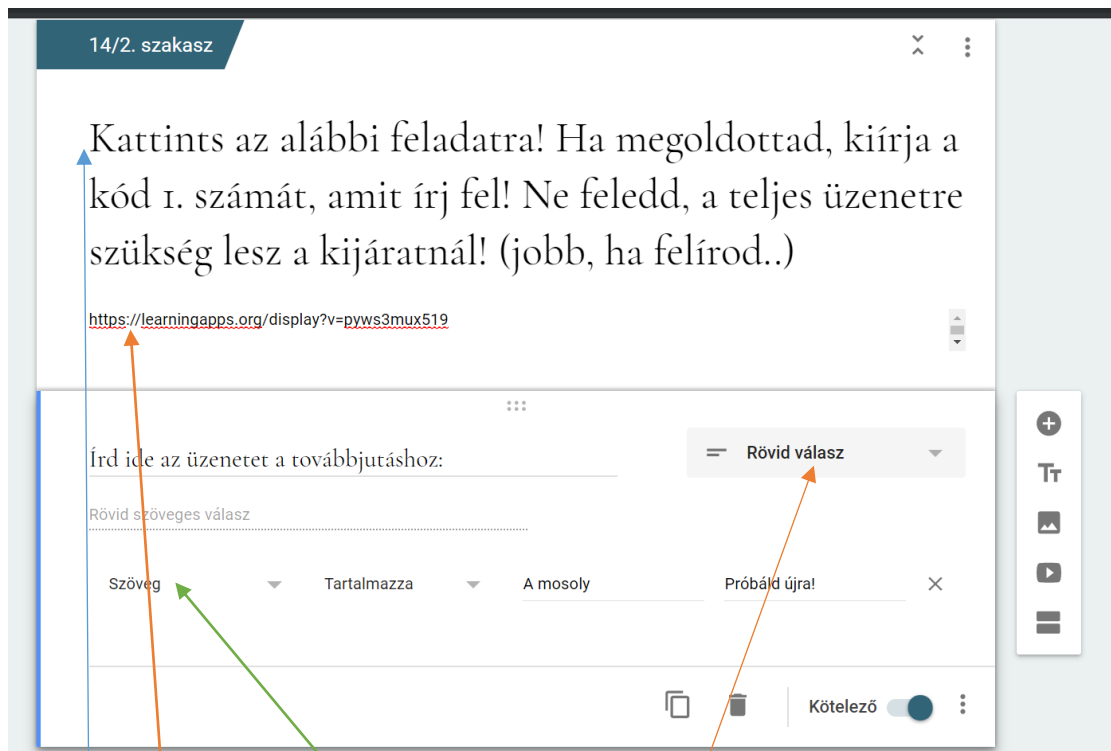 14/2. szakasz
Kattints az alábbi feladatra! Ha megoldottad, kiírja a
kód 1. számát, amit írj fel! Ne feledd, a teljes üzenetre
szükség lesz a kijáratnál! (jobb, ha felírod..)
https://learningapps.org/display?v=pyws3mux519
Írd ide az üzenetet a továbbjutáshoz:
Rövid válasz
Rövid szöveges válasz
Szöveg Tartalmazza A mosoly Próbáld újra!
Kötelező
Tт